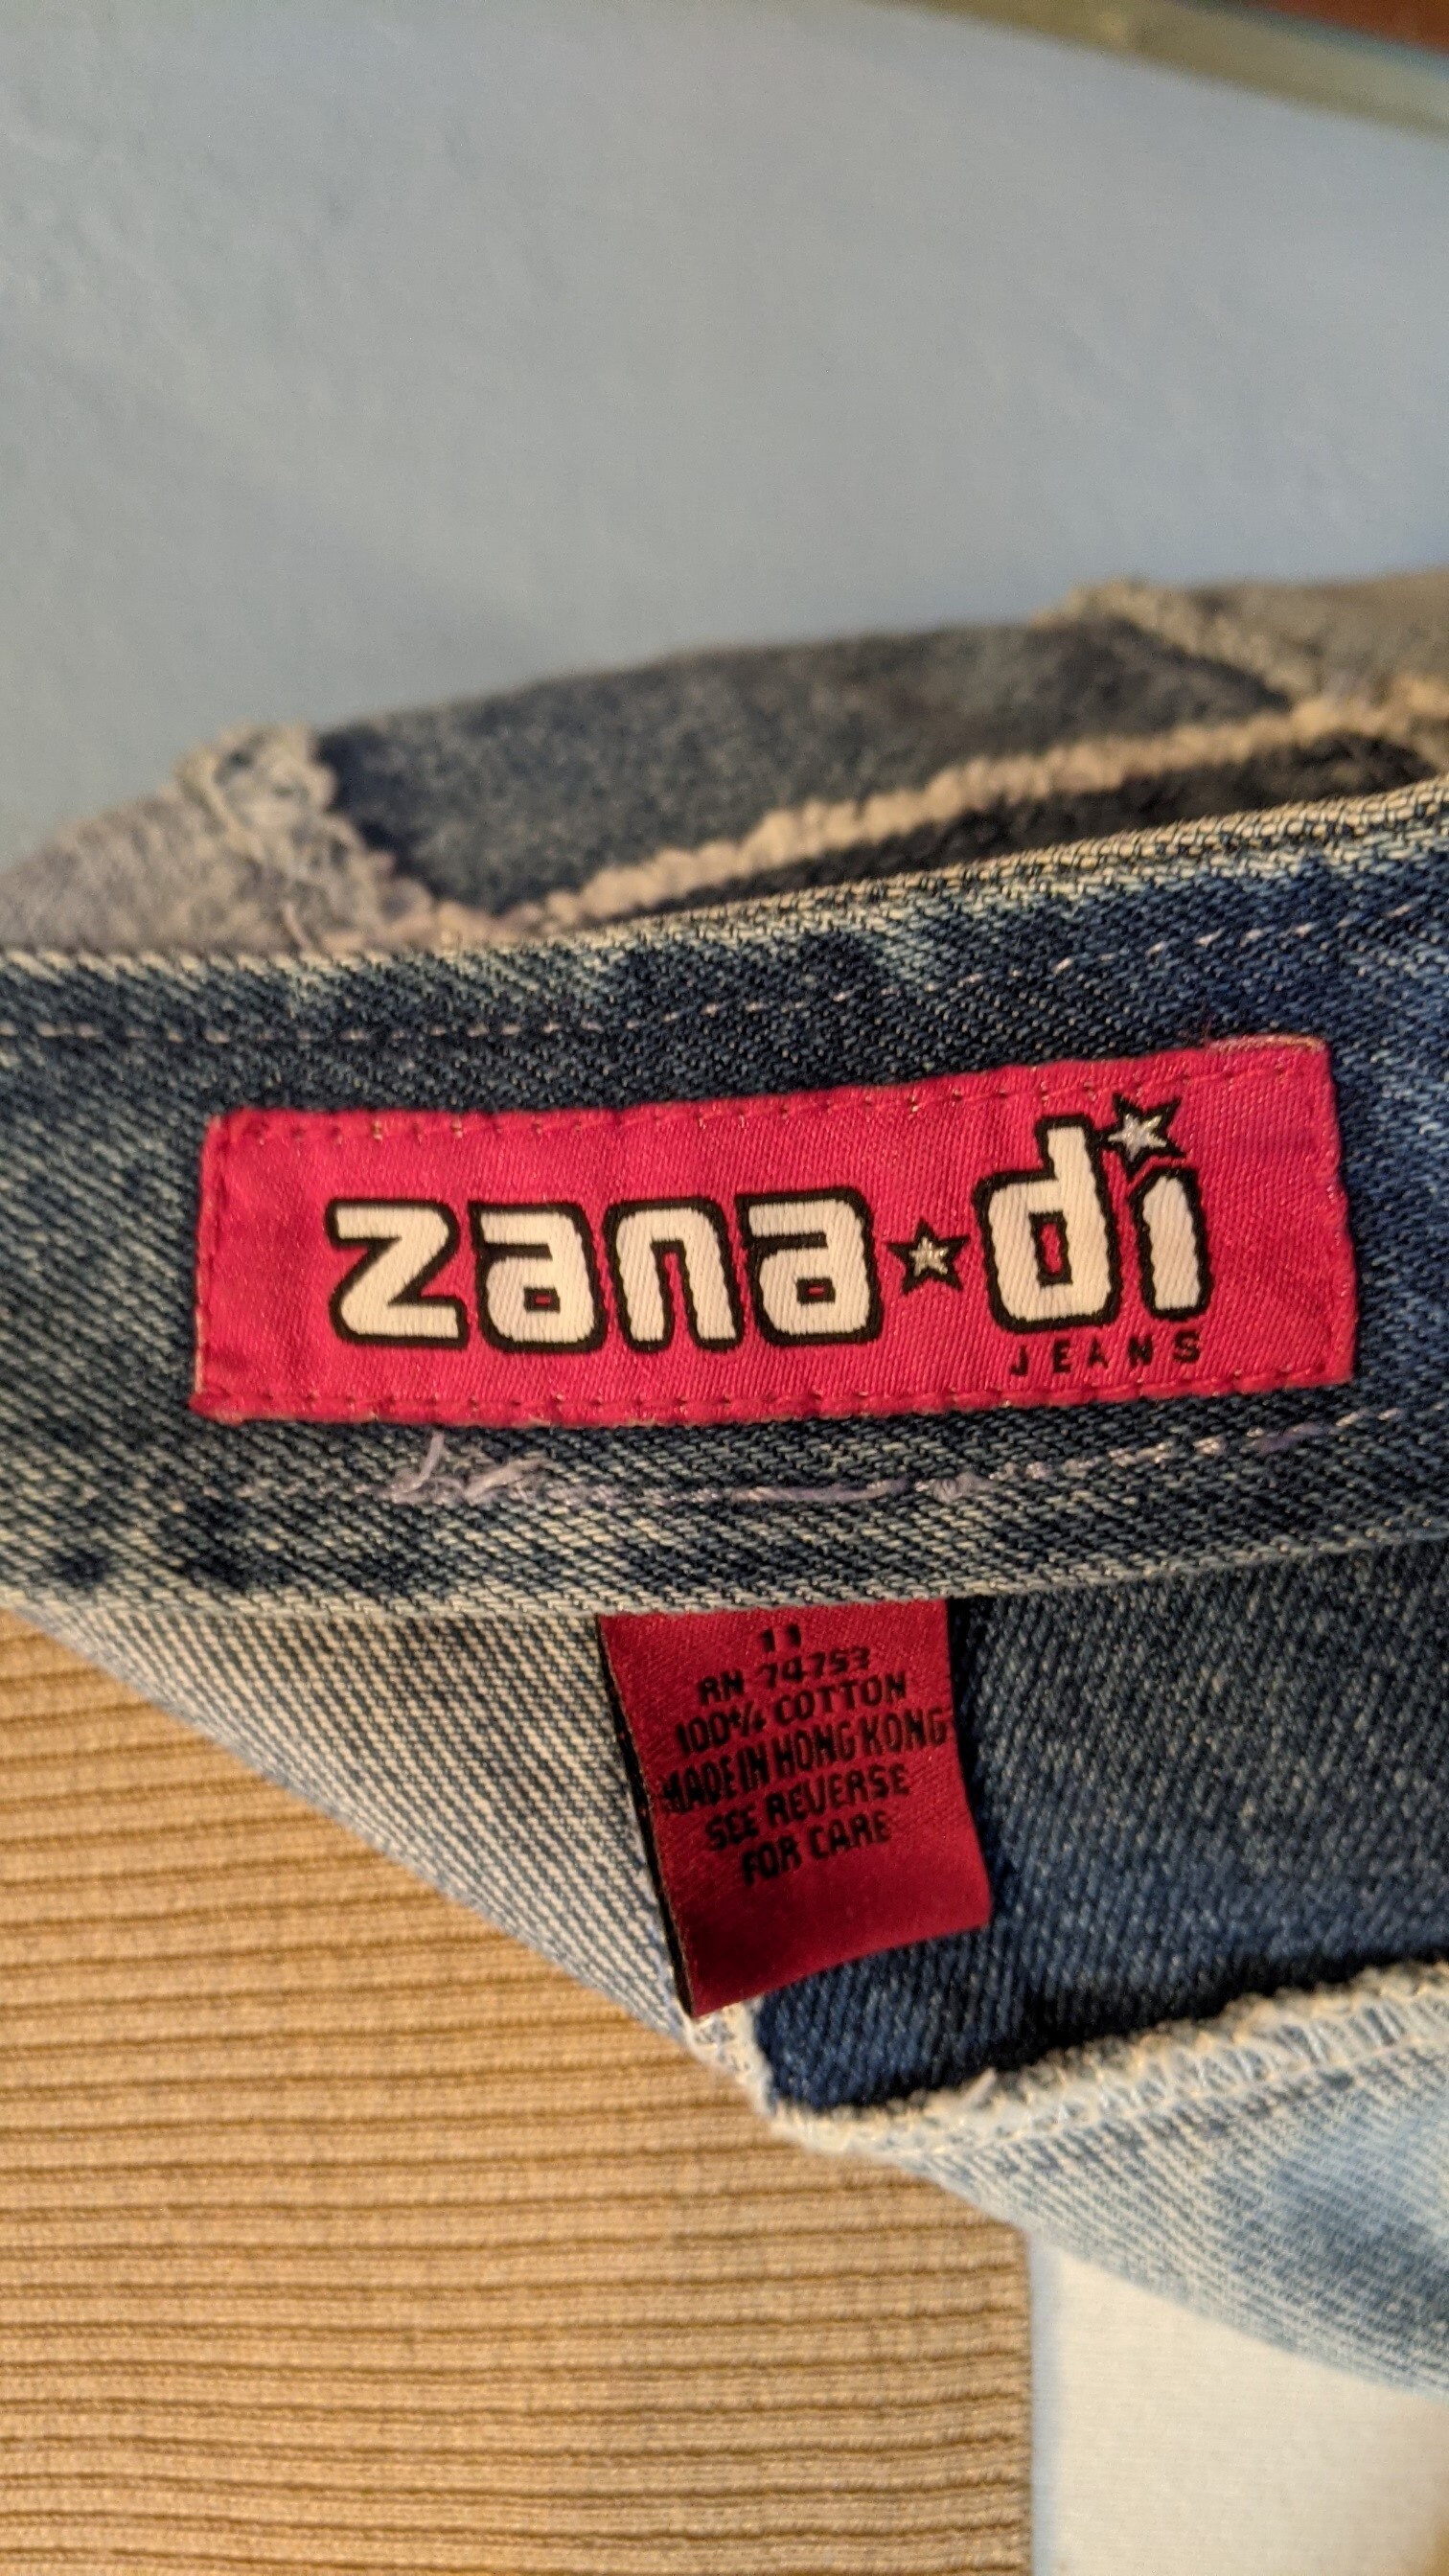 zana★di
JEANS
11
RN 74753
100% COTTON
MADE IN HONG KONG
SEE REVERSE
FOR CARE